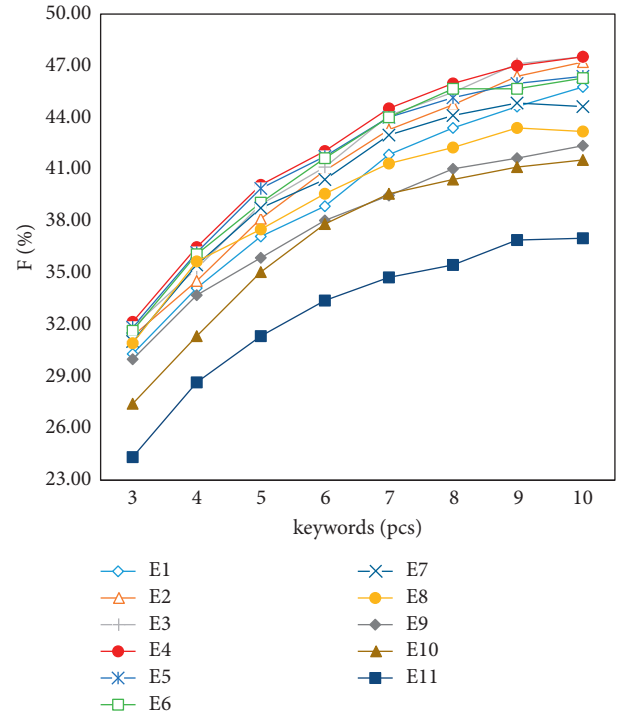 50.00
47.00
44.00
41.00
38.00
35.00
32.00
29.00
26.00
23.00
F (%)
3 4 5 6 7 8 9 10
keywords (pcs)
E1
E2
E3
E4
E5
E6
E7
E8
E9
E10
E11